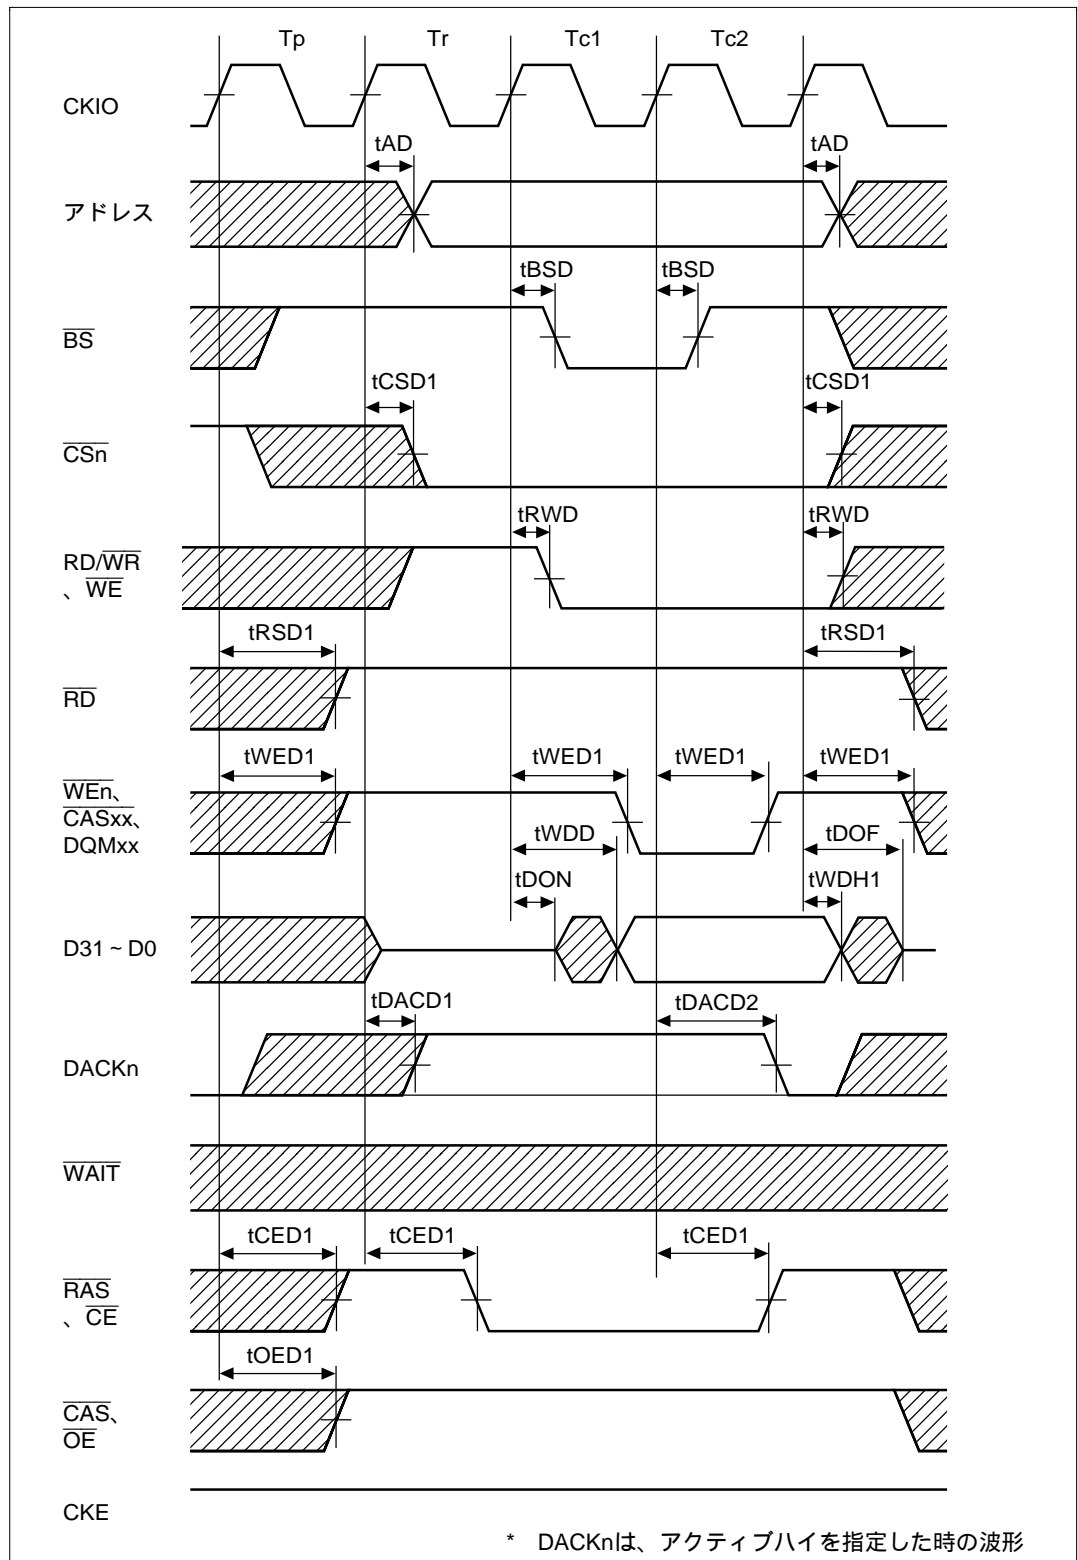 Tp Tr Tc1 Tc2
CKIO
tAD tAD
アドレス
tBSD tBSD
BS
tCSD1 tCSD1
CSn
tRWD tRWD
RD/WR
、WE
tRSD1 tRSD1
RD
tWED1 tWED1 tWED1 tWED1
WEn、
CASxx、
DQMxx
tWDD tDOF
tDON tWDH1
D31 ~ D0
tDACD1 tDACD2
DACKn
WAIT
tCED1 tCED1 tCED1
RAS
、CE
tOED1
CAS、
OE
CKE
* DACKnは、アクティブハイを指定した時の波形